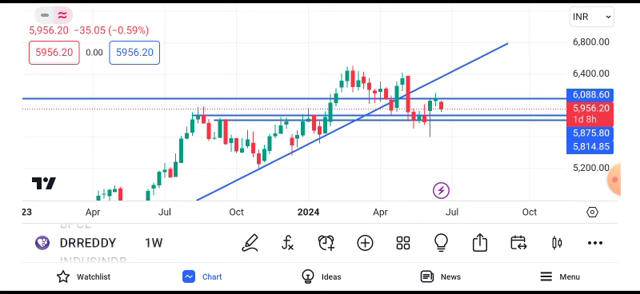 INR
5,956.20 −35.05 (−0.59%)
5956.20 0.00 5956.20
6,800.00
6,400.00
6,088.60
5,956.20
1d 8h
5,875.80
5,814.85
5,200.00
23 Apr Jul Oct 2024 Apr Jul Oct
DRREDDY 1W
Watchlist Chart Ideas News Menu